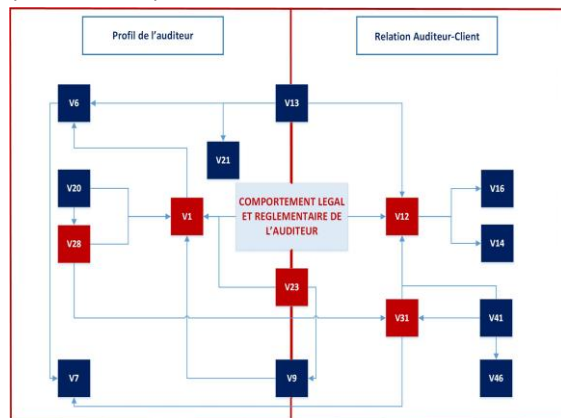 Profil de l'auditeur
Relation Auditeur-Client
V6
V13
V21
V20
V1
COMPORTEMENT LEGAL
ET REGLEMENTAIRE DE
L'AUDITEUR
V12
V16
V28
V14
V23
V31
V41
V7
V9
V46